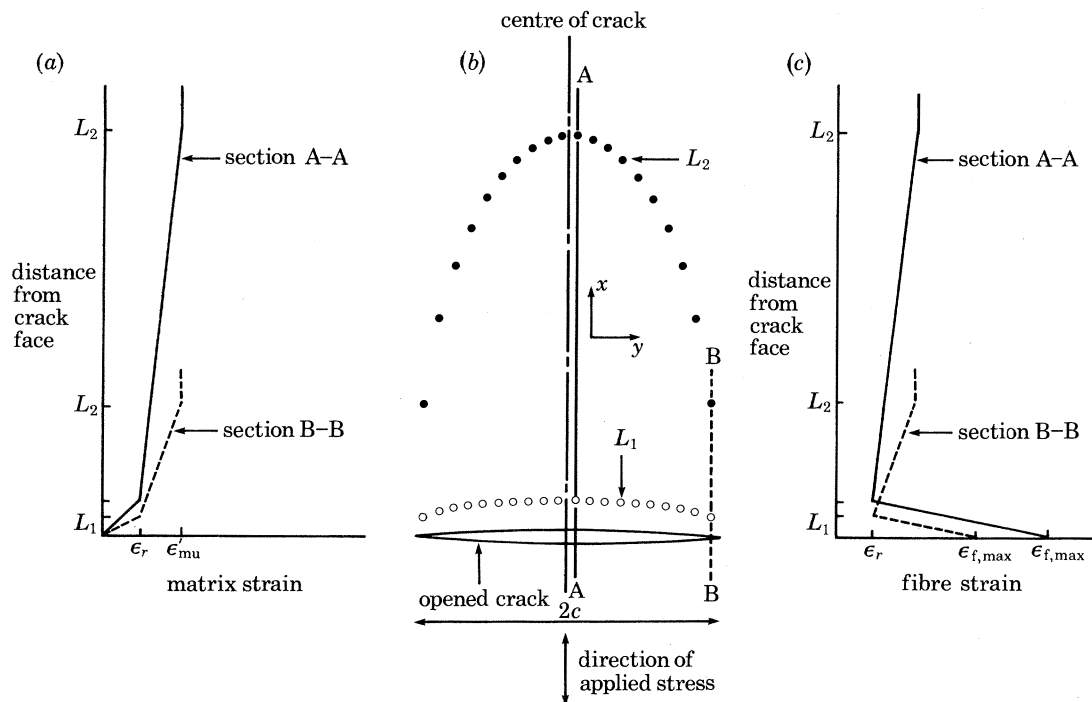 centre of crack
(a)
L₂
section A–A
distance
from
crack
face
L₂
section B–B
L₁
ϵᵣ
ϵ′ₘᵤ
matrix strain
(b)
A
L₂
x
y
B
L₁
opened crack
A
B
2c
direction of
applied stress
(c)
L₂
section A–A
distance
from
crack
face
L₂
section B–B
L₁
ϵᵣ
ϵf,max
ϵf,max
fibre strain